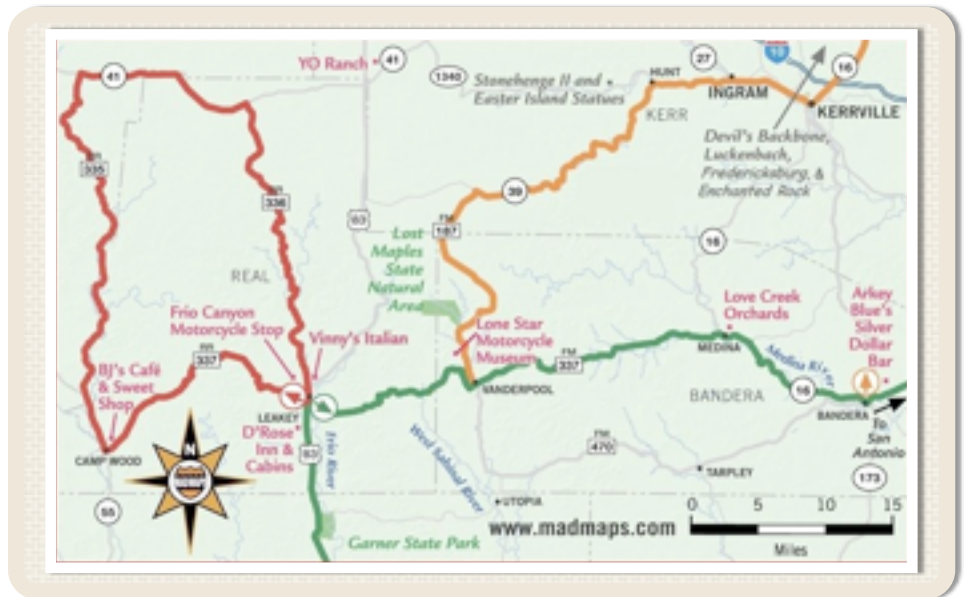 41
YO Ranch
41
1340
Stonehenge II and
Easter Island Statues
HUNT
27
INGRAM
10
16
KERRVILLE
KERR
Devil's Backbone,
Luckenbach,
Fredericksburg, &
Enchanted Rock
335
336
83
39
FM
187
16
Lost
Maples
State
Natural
Area
REAL
Frio Canyon
Motorcycle Stop
Vinny's Italian
Lone Star
Motorcycle
Museum
Love Creek
Orchards
Arkey
Blue's
Silver
Dollar
Bar
RR
337
FM
337
MEDINA
Medina River
BJ's Café
& Sweet
Shop
VANDERPOOL
BANDERA
16
BANDERA
To
San
Antonio
LEAKEY
D'Rose
Inn &
Cabins
83
Frio River
West Sabinal River
FM
470
CAMP WOOD
N
TARPLEY
173
UTOPIA
55
www.madmaps.com
0 5 10 15
Miles
Garner State Park